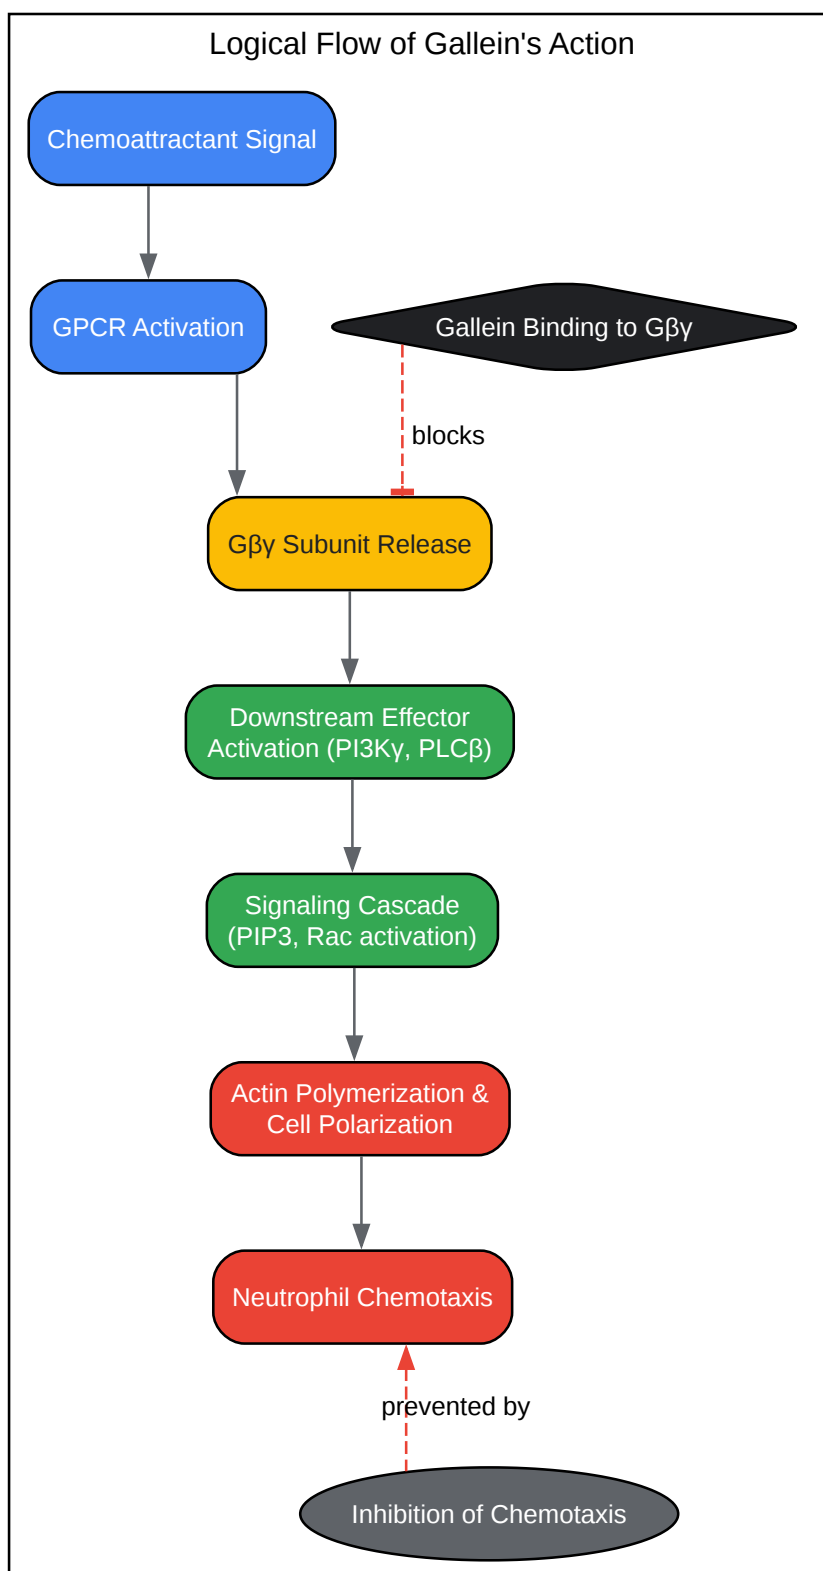 Logical Flow of Gallein's Action
Chemoattractant Signal
GPCR Activation
Gallein Binding to Gβγ
blocks
Gβγ Subunit Release
Downstream Effector
Activation (PI3Kγ, PLCβ)
Signaling Cascade
(PIP3, Rac activation)
Actin Polymerization &
Cell Polarization
Neutrophil Chemotaxis
prevented by
Inhibition of Chemotaxis